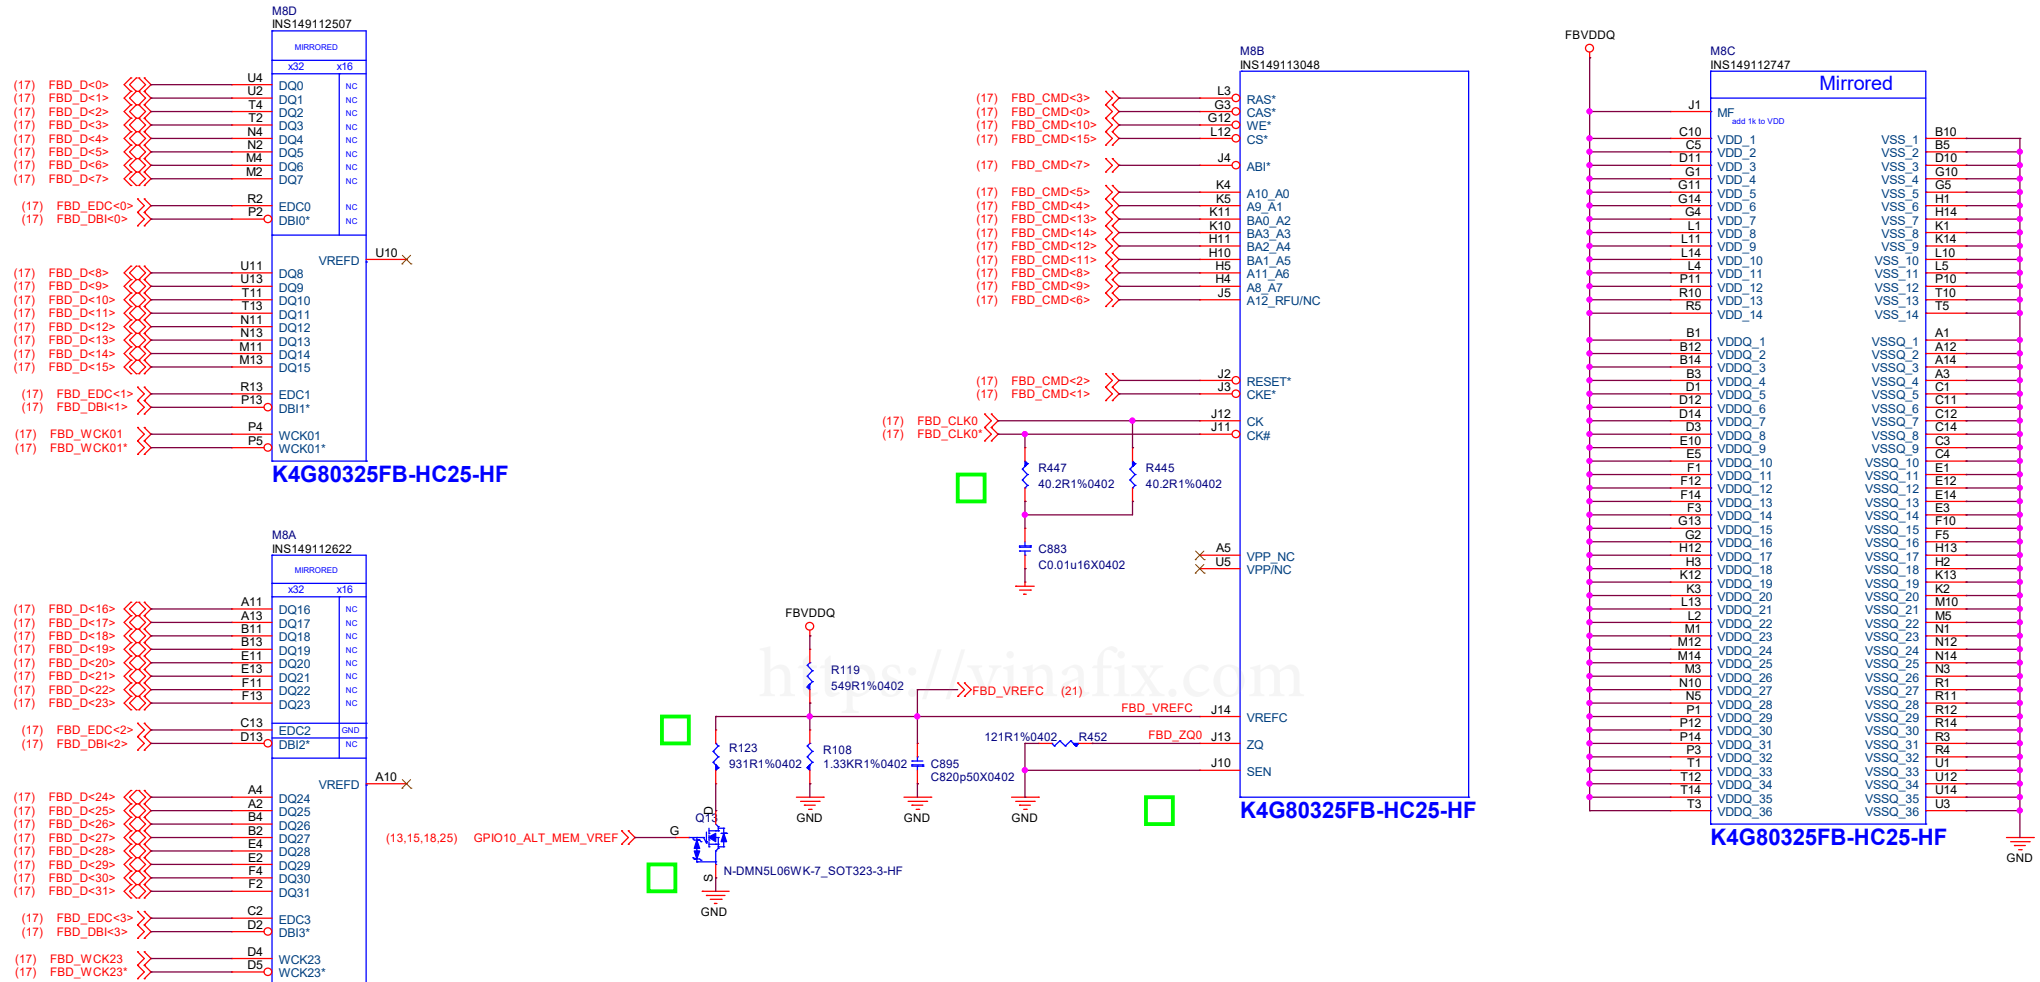 M8D
INS149112507
MIRRORED
x32 x16
(17) FBD_D<0> U4 DQ0 NC
(17) FBD_D<1> U2 DQ1 NC
(17) FBD_D<2> T4 DQ2 NC
(17) FBD_D<3> T2 DQ3 NC
(17) FBD_D<4> N4 DQ4 NC
(17) FBD_D<5> N2 DQ5 NC
(17) FBD_D<6> M4 DQ6 NC
(17) FBD_D<7> M2 DQ7 NC
(17) FBD_EDC<0> R2 EDC0 NC
(17) FBD_DBI<0> P2 DBI0* NC
VREFD U10
(17) FBD_D<8> U11 DQ8
(17) FBD_D<9> U13 DQ9
(17) FBD_D<10> T11 DQ10
(17) FBD_D<11> T13 DQ11
(17) FBD_D<12> N11 DQ12
(17) FBD_D<13> N13 DQ13
(17) FBD_D<14> M11 DQ14
(17) FBD_D<15> M13 DQ15
(17) FBD_EDC<1> R13 EDC1
(17) FBD_DBI<1> P13 DBI1*
(17) FBD_WCK01 P4 WCK01
(17) FBD_WCK01* P5 WCK01*
K4G80325FB-HC25-HF
M8A
INS149112622
MIRRORED
x32 x16
(17) FBD_D<16> A11 DQ16 NC
(17) FBD_D<17> A13 DQ17 NC
(17) FBD_D<18> B11 DQ18 NC
(17) FBD_D<19> B13 DQ19 NC
(17) FBD_D<20> E11 DQ20 NC
(17) FBD_D<21> E13 DQ21 NC
(17) FBD_D<22> F11 DQ22 NC
(17) FBD_D<23> F13 DQ23 NC
(17) FBD_EDC<2> C13 EDC2 GND
(17) FBD_DBI<2> D13 DBI2* NC
VREFD A10
(17) FBD_D<24> A4 DQ24
(17) FBD_D<25> A2 DQ25
(17) FBD_D<26> B4 DQ26
(17) FBD_D<27> B2 DQ27
(17) FBD_D<28> E4 DQ28
(17) FBD_D<29> E2 DQ29
(17) FBD_D<30> F4 DQ30
(17) FBD_D<31> F2 DQ31
(17) FBD_EDC<3> C2 EDC3
(17) FBD_DBI<3> D2 DBI3*
(17) FBD_WCK23 D4 WCK23
(17) FBD_WCK23* D5 WCK23*
M8B
INS149113048
(17) FBD_CMD<3> L3 RAS*
(17) FBD_CMD<0> G3 CAS*
(17) FBD_CMD<10> G12 WE*
(17) FBD_CMD<15> L12 CS*
(17) FBD_CMD<7> J4 ABI*
(17) FBD_CMD<5> K4 A10_A0
(17) FBD_CMD<4> K5 A9_A1
(17) FBD_CMD<13> K11 BA0_A2
(17) FBD_CMD<14> K10 BA3_A3
(17) FBD_CMD<12> H11 BA2_A4
(17) FBD_CMD<11> H10 BA1_A5
(17) FBD_CMD<8> H5 A11_A6
(17) FBD_CMD<9> H4 A8_A7
(17) FBD_CMD<6> J5 A12_RFU/NC
(17) FBD_CMD<2> J2 RESET*
(17) FBD_CMD<1> J3 CKE*
(17) FBD_CLK0 J12 CK
(17) FBD_CLK0* J11 CK#
R447 R445
40.2R1%0402 40.2R1%0402
C883
C0.01u16X0402
A5 VPP_NC
U5 VPP/NC
FBVDDQ
https://vinafix.com
R119
549R1%0402
FBD_VREFC (21)
FBD_VREFC J14 VREFC
121R1%0402 R452 FBD_ZQ0 J13 ZQ
R123 R108
931R1%0402 1.33KR1%0402
C895
C820p50X0402
J10 SEN
GND GND GND
K4G80325FB-HC25-HF
(13,15,18,25) GPIO10_ALT_MEM_VREF G
D
Q13
S
N-DMN5L06WK-7_SOT323-3-HF
GND
FBVDDQ
M8C
INS149112747
Mirrored
J1 MF
add 1k to VDD
C10 VDD_1 VSS_1 B10
C5 VDD_2 VSS_2 B5
D11 VDD_3 VSS_3 D10
G1 VDD_4 VSS_4 G10
G11 VDD_5 VSS_5 G5
G14 VDD_6 VSS_6 H1
G4 VDD_7 VSS_7 H14
L1 VDD_8 VSS_8 K1
L11 VDD_9 VSS_9 K14
L14 VDD_10 VSS_10 L10
L4 VDD_11 VSS_11 L5
P11 VDD_12 VSS_12 P10
R10 VDD_13 VSS_13 T10
R5 VDD_14 VSS_14 T5
B1 VDDQ_1 VSSQ_1 A1
B12 VDDQ_2 VSSQ_2 A12
B14 VDDQ_3 VSSQ_3 A14
B3 VDDQ_4 VSSQ_4 A3
D1 VDDQ_5 VSSQ_5 C1
D12 VDDQ_6 VSSQ_6 C11
D14 VDDQ_7 VSSQ_7 C12
D3 VDDQ_8 VSSQ_8 C14
E10 VDDQ_9 VSSQ_9 C3
E5 VDDQ_10 VSSQ_10 C4
F1 VDDQ_11 VSSQ_11 E1
F12 VDDQ_12 VSSQ_12 E12
F14 VDDQ_13 VSSQ_13 E14
F3 VDDQ_14 VSSQ_14 E3
G13 VDDQ_15 VSSQ_15 F10
G2 VDDQ_16 VSSQ_16 F5
H12 VDDQ_17 VSSQ_17 H13
H3 VDDQ_18 VSSQ_18 H2
K12 VDDQ_19 VSSQ_19 K13
K3 VDDQ_20 VSSQ_20 K2
L13 VDDQ_21 VSSQ_21 M10
L2 VDDQ_22 VSSQ_22 M5
M1 VDDQ_23 VSSQ_23 N1
M12 VDDQ_24 VSSQ_24 N12
M14 VDDQ_25 VSSQ_25 N14
M3 VDDQ_26 VSSQ_26 N3
N10 VDDQ_27 VSSQ_27 R1
N5 VDDQ_28 VSSQ_28 R11
P1 VDDQ_29 VSSQ_29 R12
P12 VDDQ_30 VSSQ_30 R14
P14 VDDQ_31 VSSQ_31 R3
P3 VDDQ_32 VSSQ_32 R4
T1 VDDQ_33 VSSQ_33 U1
T12 VDDQ_34 VSSQ_34 U12
T14 VDDQ_35 VSSQ_35 U14
T3 VDDQ_36 VSSQ_36 U3
K4G80325FB-HC25-HF
GND